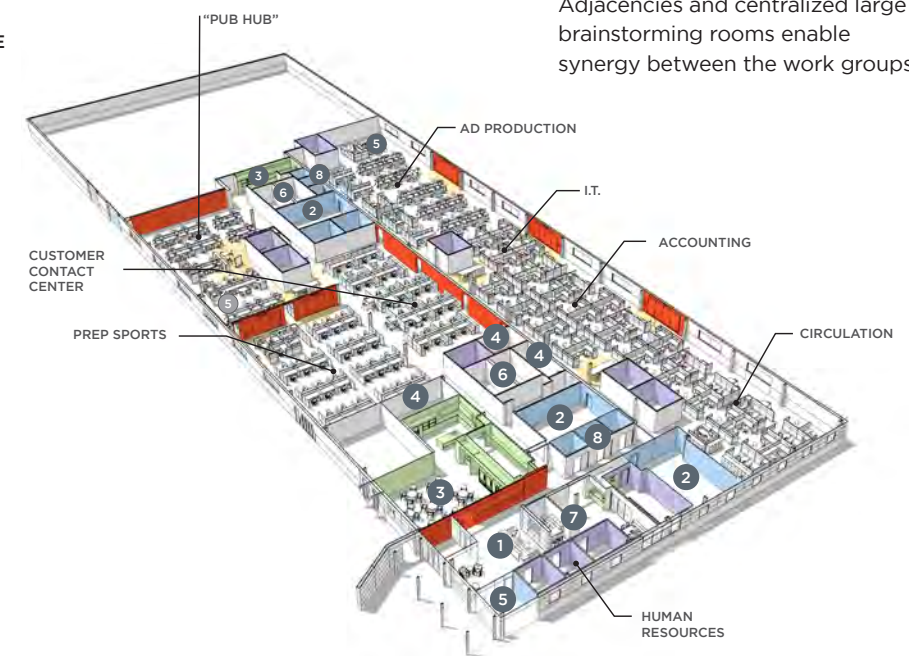 Adjacencies and centralized large
brainstorming rooms enable
synergy between the work groups
E
"PUB HUB"
AD PRODUCTION
I.T.
ACCOUNTING
CIRCULATION
CUSTOMER
CONTACT
CENTER
PREP SPORTS
HUMAN
RESOURCES
5
8
3
6
2
5
4
4
6
4
2
8
2
3
7
1
5